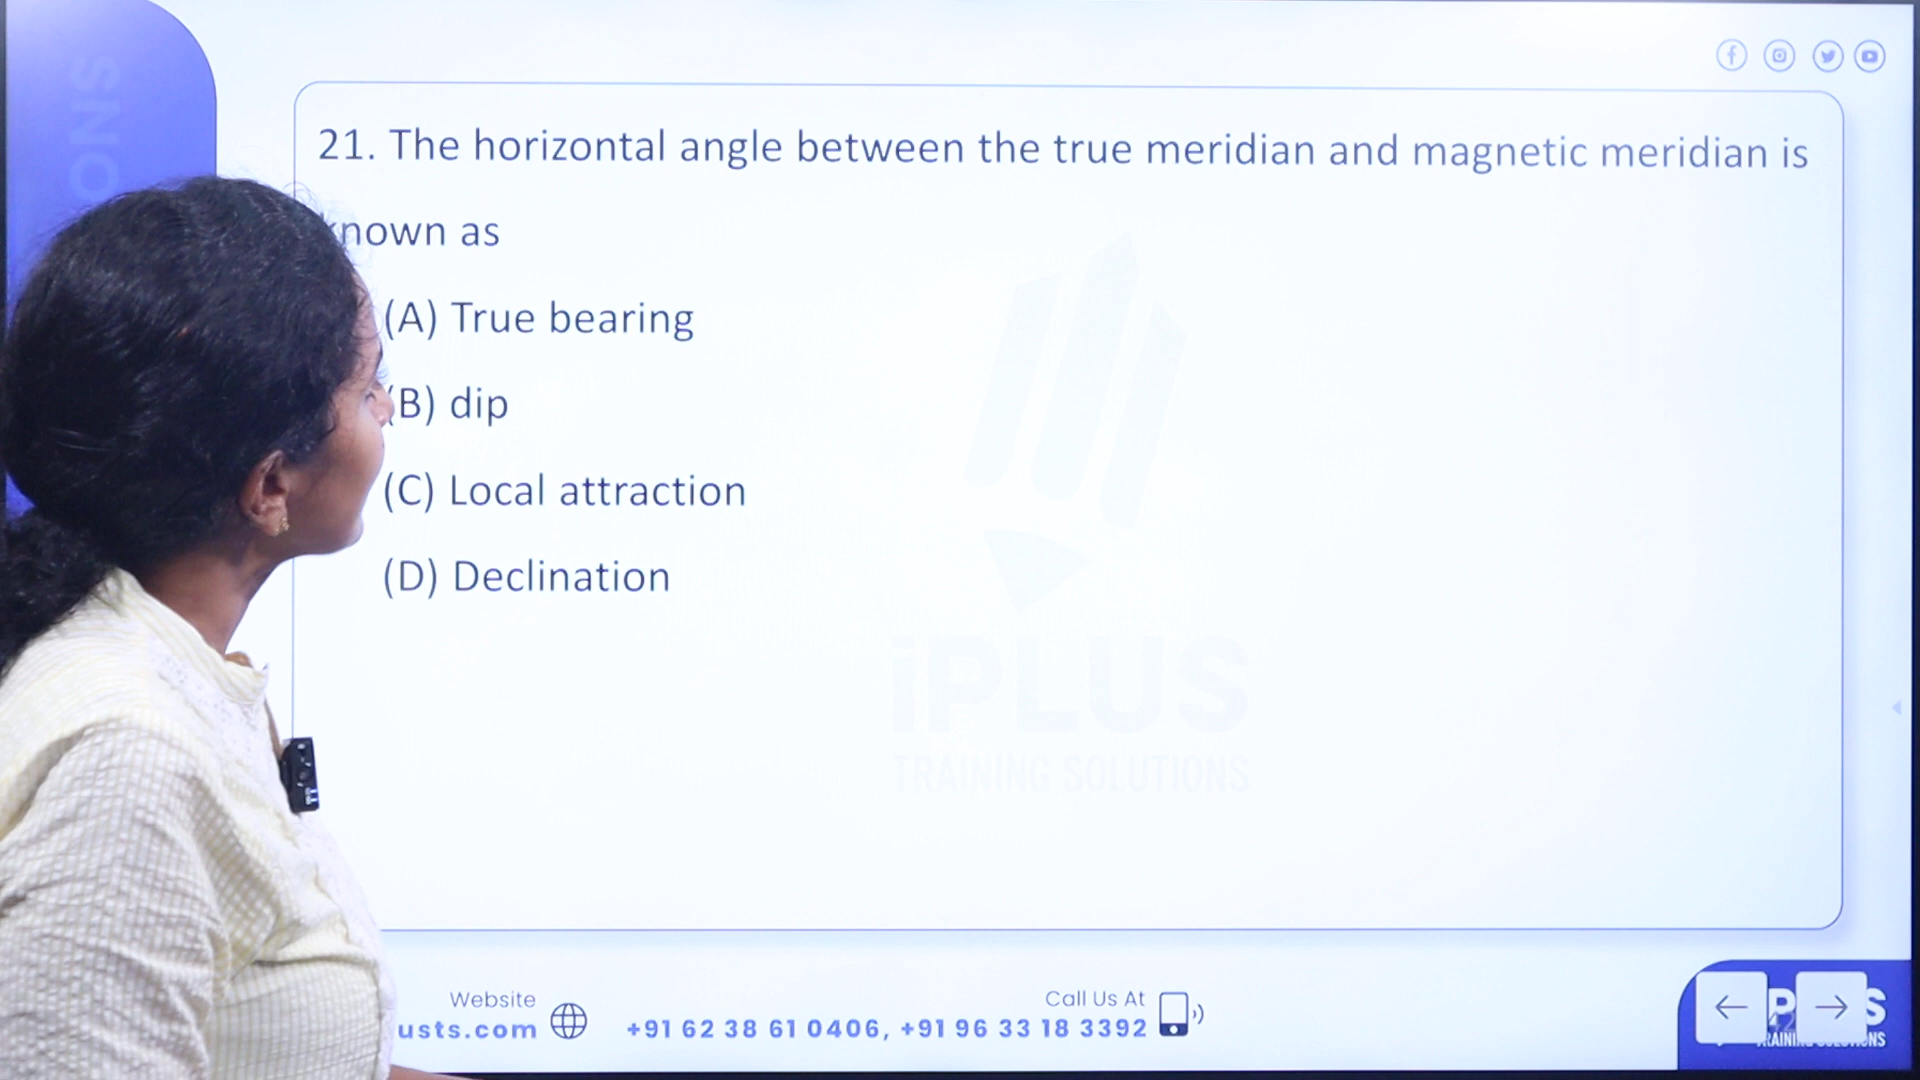 IONS
21. The horizontal angle between the true meridian and magnetic meridian is
known as
(A) True bearing
(B) dip
(C) Local attraction
(D) Declination
iPLUS
TRAINING SOLUTIONS
Website
usts.com
Call Us At
+91 62 38 61 0406, +91 96 33 18 3392